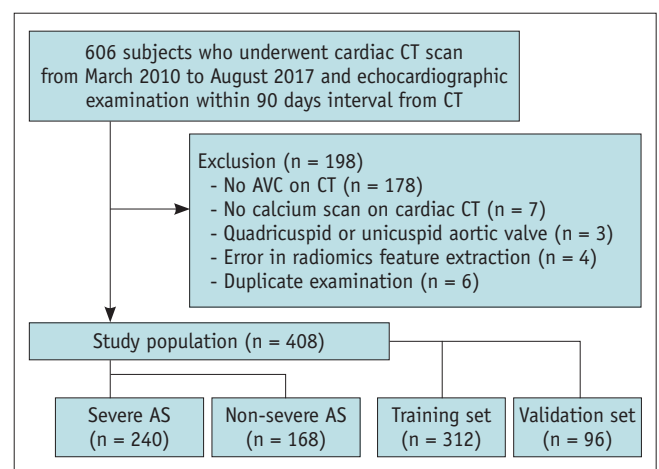 606 subjects who underwent cardiac CT scan
from March 2010 to August 2017 and echocardiographic
examination within 90 days interval from CT
Exclusion (n = 198)
- No AVC on CT (n = 178)
- No calcium scan on cardiac CT (n = 7)
- Quadricuspid or unicuspid aortic valve (n = 3)
- Error in radiomics feature extraction (n = 4)
- Duplicate examination (n = 6)
Study population (n = 408)
Severe AS
(n = 240)
Non-severe AS
(n = 168)
Training set
(n = 312)
Validation set
(n = 96)